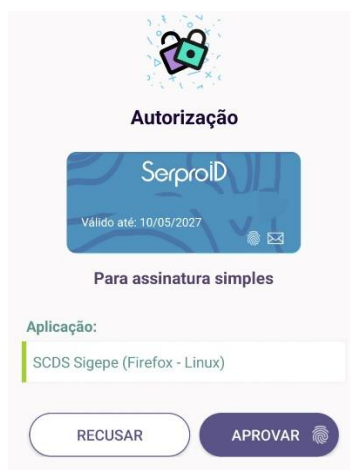 Autorização
SerproID
Válido até: 10/05/2027
Para assinatura simples
Aplicação:
SCDS Sigepe (Firefox - Linux)
RECUSAR
APROVAR